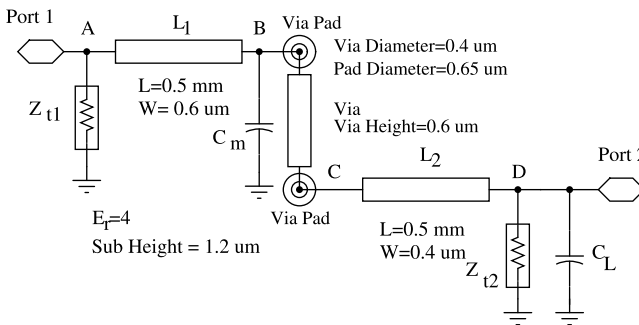 Port 1
A
L1
B
Via Pad
Via Diameter=0.4 um
Pad Diameter=0.65 um
Zt1
L=0.5 mm
W= 0.6 um
Cm
Via
Via Height=0.6 um
C
L2
D
Port 2
Via Pad
Er=4
Sub Height = 1.2 um
L=0.5 mm
W=0.4 um
Zt2
CL